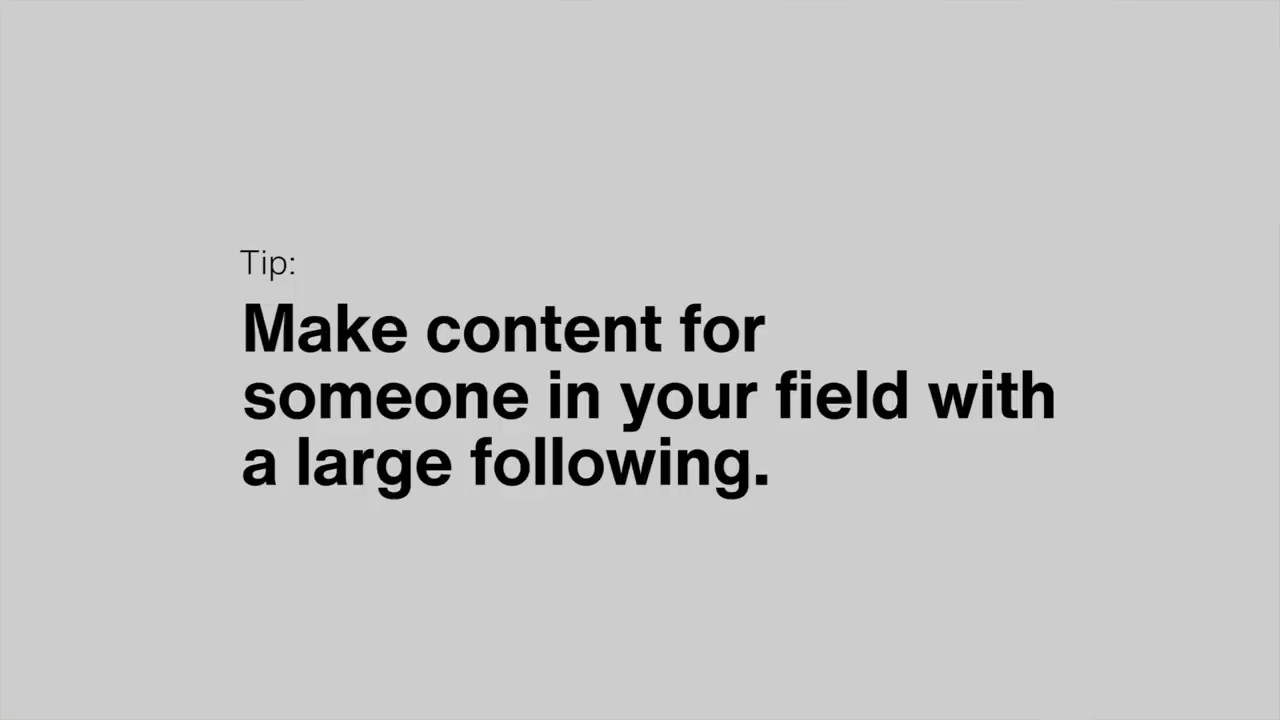 Tip:
Make content for
someone in your field with
a large following.